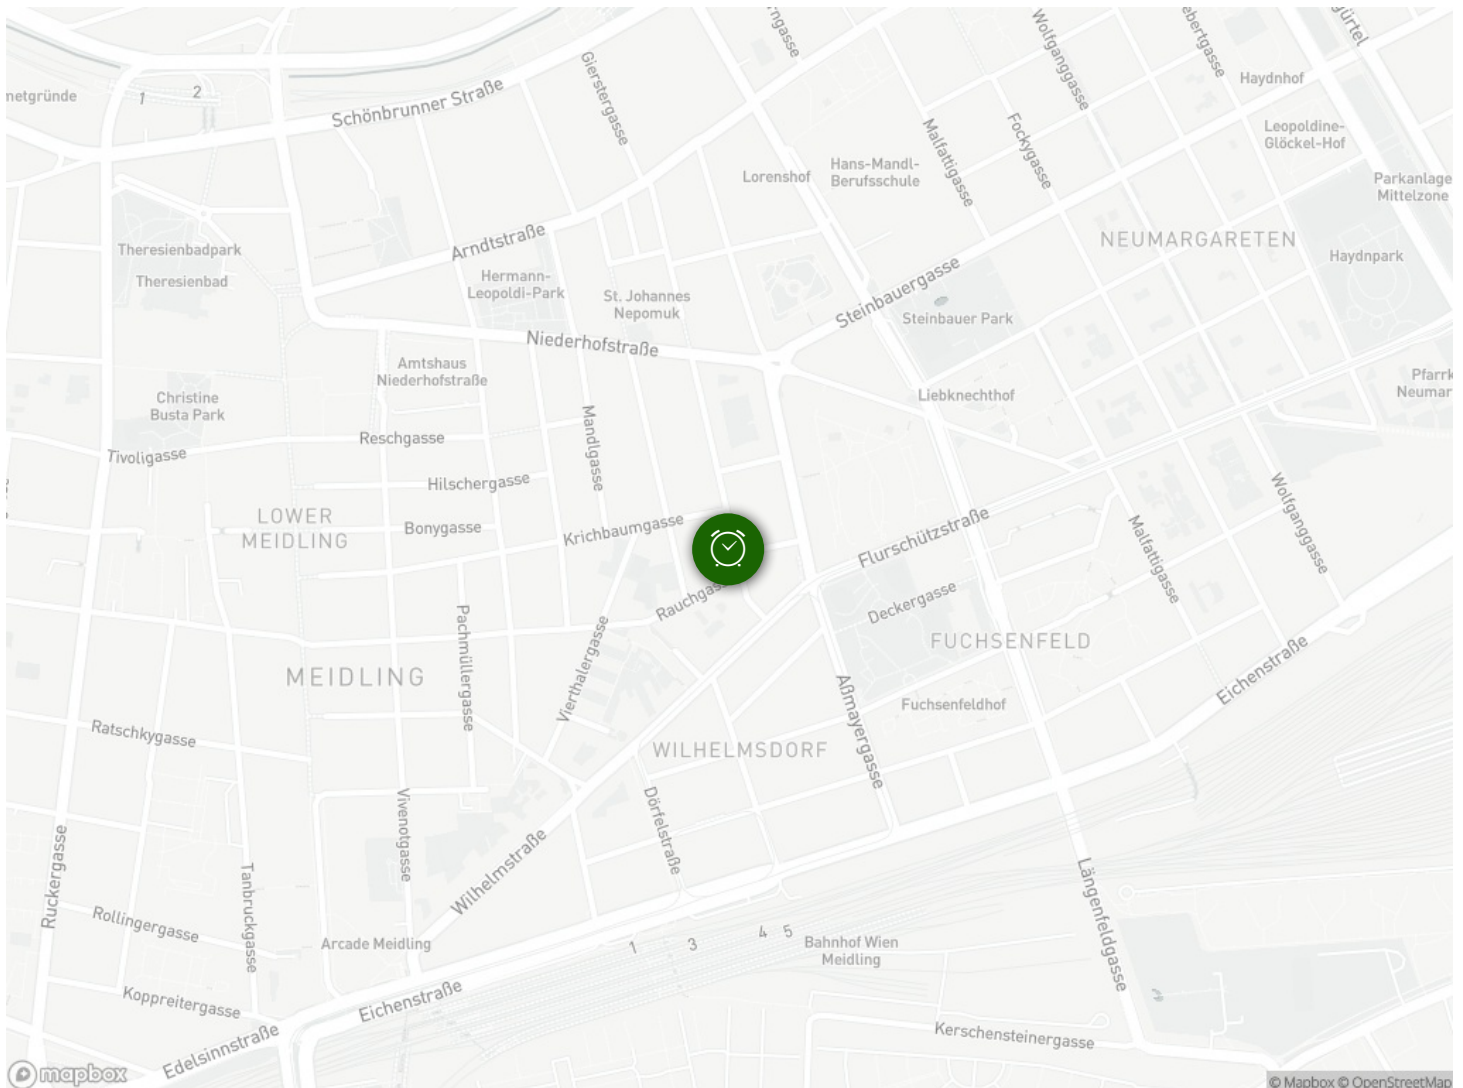 Wolfganggasse
metgründe
1
2
Schönbrunner Straße
Gierstergasse
Haydnhof
Leopoldine-
Glöckel-Hof
Malfattigasse
Fockygasse
Hans-Mandl-
Berufsschule
Lorenshof
Parkanlage
Mittelzone
Theresienbadpark
Theresienbad
Arndtstraße
NEUMARGARETEN
Haydnpark
Hermann-
Leopoldi-Park
St. Johannes
Nepomuk
Steinbauergasse
Steinbauer Park
Niederhofstraße
Amtshaus
Niederhofstraße
Christine
Busta Park
Liebknechthof
Pfarrk
Neumar
Mandlgasse
Reschgasse
Tivoligasse
Hilschergasse
LOWER
MEIDLING
Bonygasse
Krichbaumgasse
Flurschützstraße
Malfattigasse
Wolfganggasse
Rauchgas
Deckergasse
FUCHSENFELD
Pachmüllergasse
Vierthalergasse
MEIDLING
Eichenstraße
Aßmayergasse
Fuchsenfeldhof
Ratschkygasse
WILHELMSDORF
Dörfelstraße
Vivenotgasse
Wilhelmstraße
Ruckergasse
Tanbruckgasse
Rollingergasse
Längenfeldgasse
Arcade Meidling
1
3
4
5
Bahnhof Wien
Meidling
Koppreitergasse
Eichenstraße
Edelsinnstraße
Kerschensteinergasse
mapbox
© Mapbox © OpenStreetMap